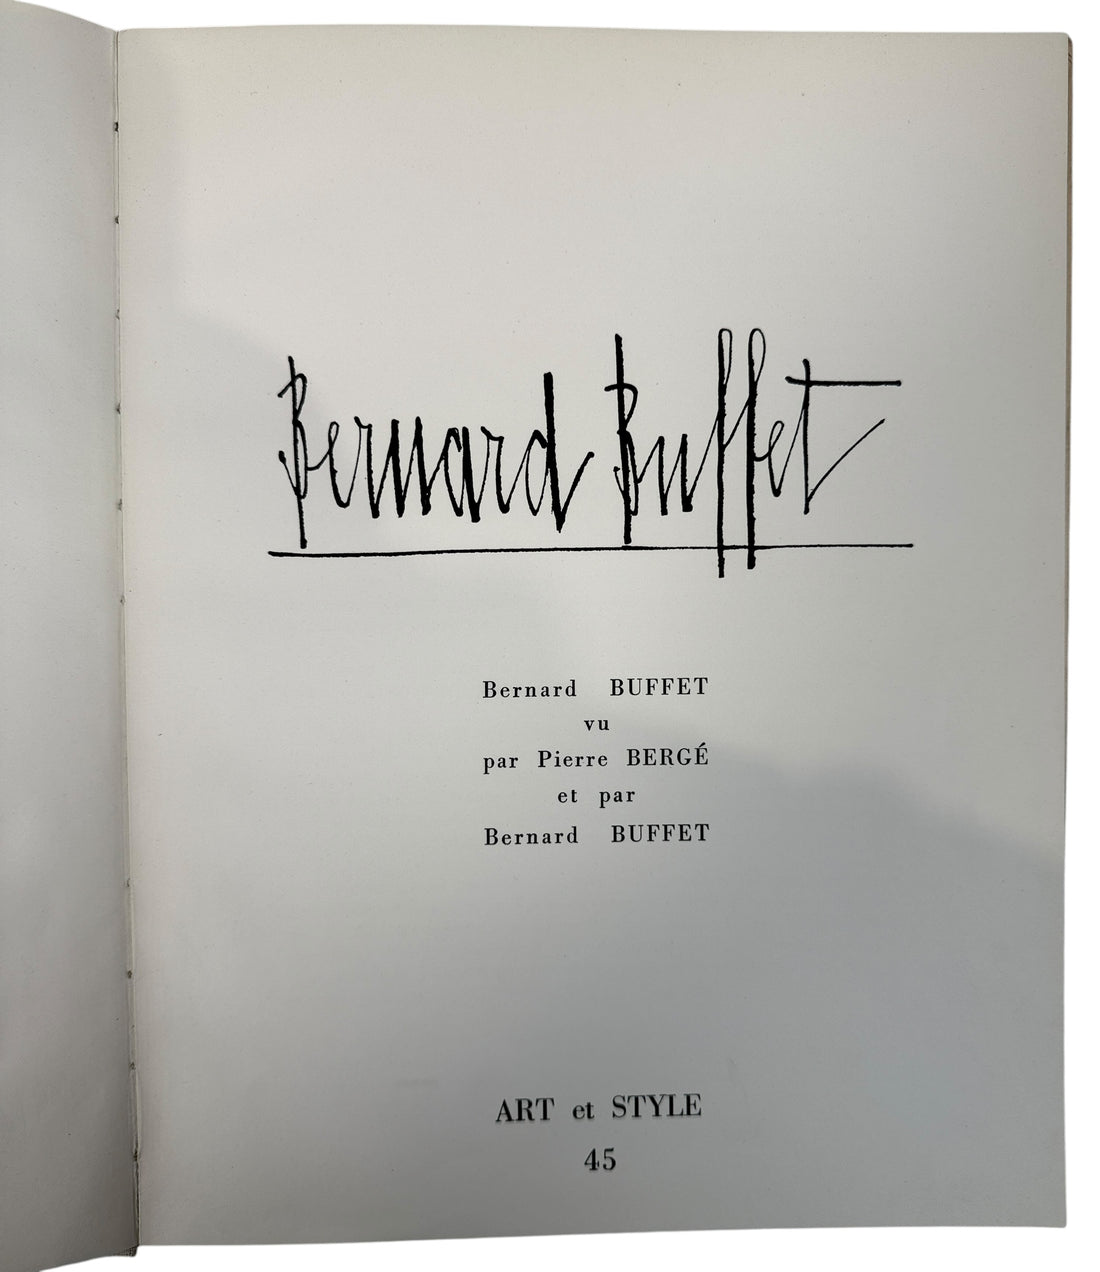 Bernard Buffet
Bernard BUFFET
vu
par Pierre BERGÉ
et par
Bernard BUFFET
ART et STYLE
45